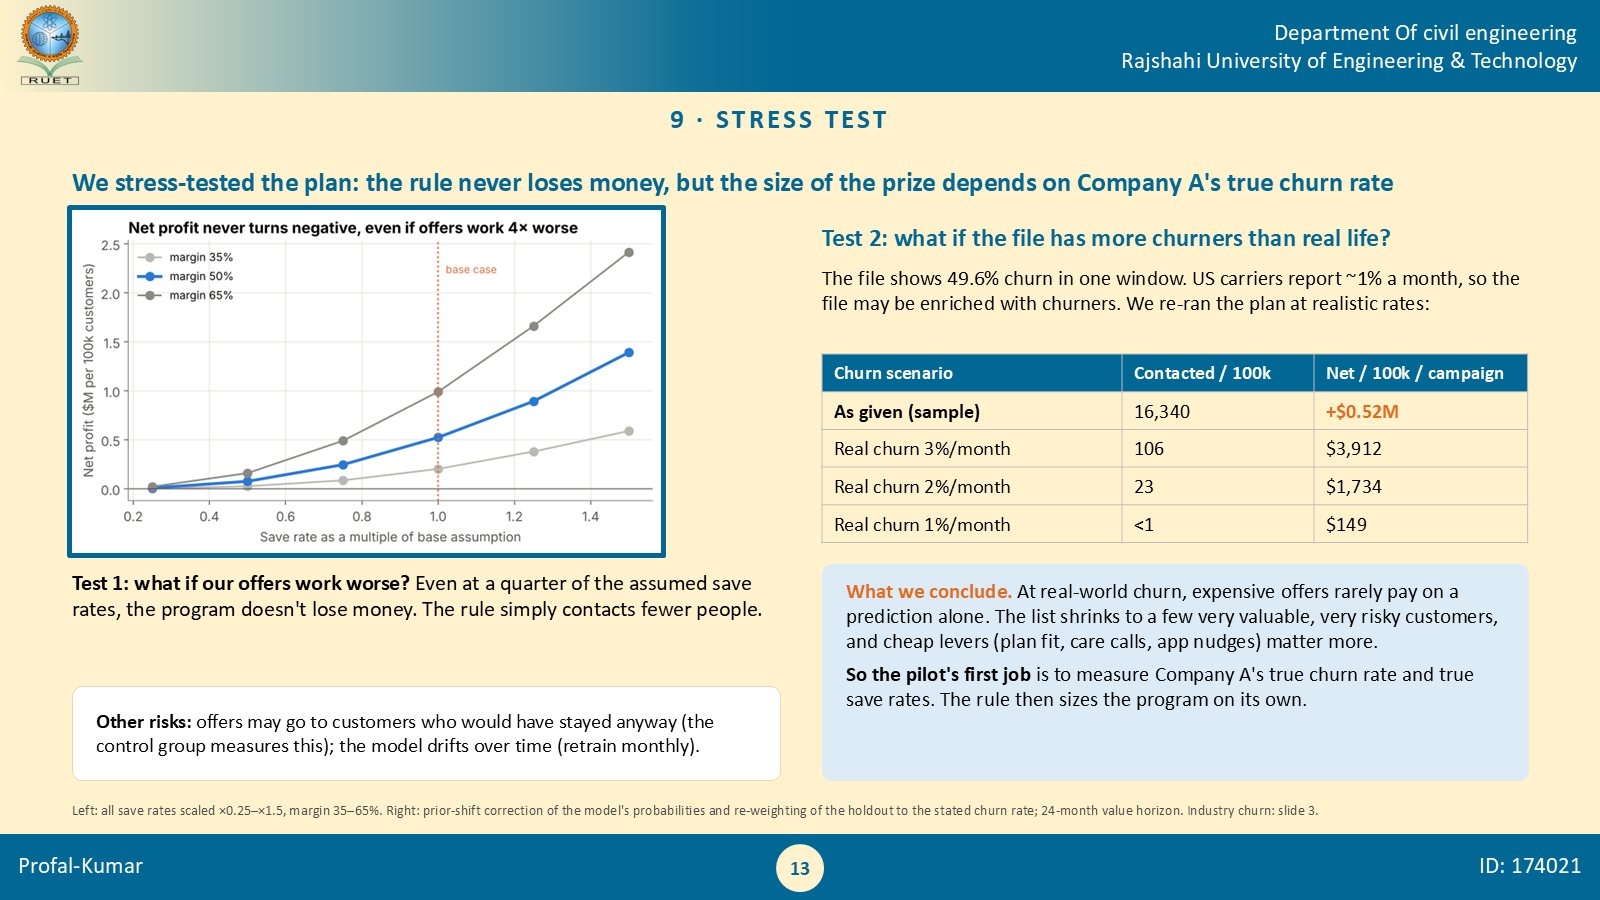 RUET
Department Of civil engineering
Rajshahi University of Engineering & Technology
9 · STRESS TEST
We stress-tested the plan: the rule never loses money, but the size of the prize depends on Company A's true churn rate
Net profit never turns negative, even if offers work 4× worse
margin 35%
margin 50%
margin 65%
base case
Net profit ($M per 100k customers)
2.5
2.0
1.5
1.0
0.5
0.0
0.2 0.4 0.6 0.8 1.0 1.2 1.4
Save rate as a multiple of base assumption
Test 1: what if our offers work worse? Even at a quarter of the assumed save
rates, the program doesn't lose money. The rule simply contacts fewer people.
Other risks: offers may go to customers who would have stayed anyway (the
control group measures this); the model drifts over time (retrain monthly).
Test 2: what if the file has more churners than real life?
The file shows 49.6% churn in one window. US carriers report ~1% a month, so the
file may be enriched with churners. We re-ran the plan at realistic rates:
Churn scenario Contacted / 100k Net / 100k / campaign
As given (sample) 16,340 +$0.52M
Real churn 3%/month 106 $3,912
Real churn 2%/month 23 $1,734
Real churn 1%/month <1 $149
What we conclude. At real-world churn, expensive offers rarely pay on a
prediction alone. The list shrinks to a few very valuable, very risky customers,
and cheap levers (plan fit, care calls, app nudges) matter more.
So the pilot's first job is to measure Company A's true churn rate and true
save rates. The rule then sizes the program on its own.
Left: all save rates scaled ×0.25–×1.5, margin 35–65%. Right: prior-shift correction of the model's probabilities and re-weighting of the holdout to the stated churn rate; 24-month value horizon. Industry churn: slide 3.
Profal-Kumar
13
ID: 174021